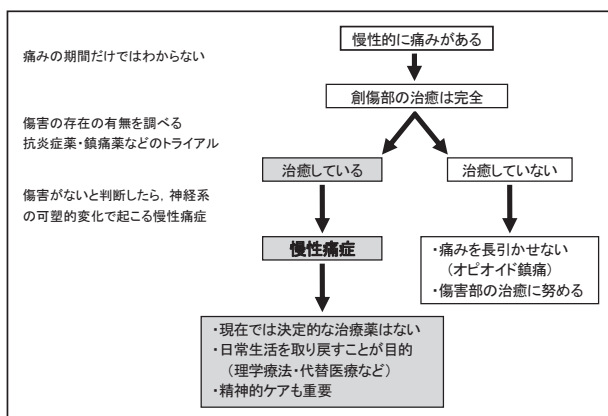 慢性的に痛みがある
痛みの期間だけではわからない
創傷部の治癒は完全
傷害の存在の有無を調べる
抗炎症薬・鎮痛薬などのトライアル
治癒している
治癒していない
傷害がないと判断したら,神経系
の可塑的変化で起こる慢性痛症
慢性痛症
・痛みを長引かせない
(オピオイド鎮痛)
・傷害部の治癒に努める
・現在では決定的な治療薬はない
・日常生活を取り戻すことが目的
(理学療法・代替医療など)
・精神的ケアも重要